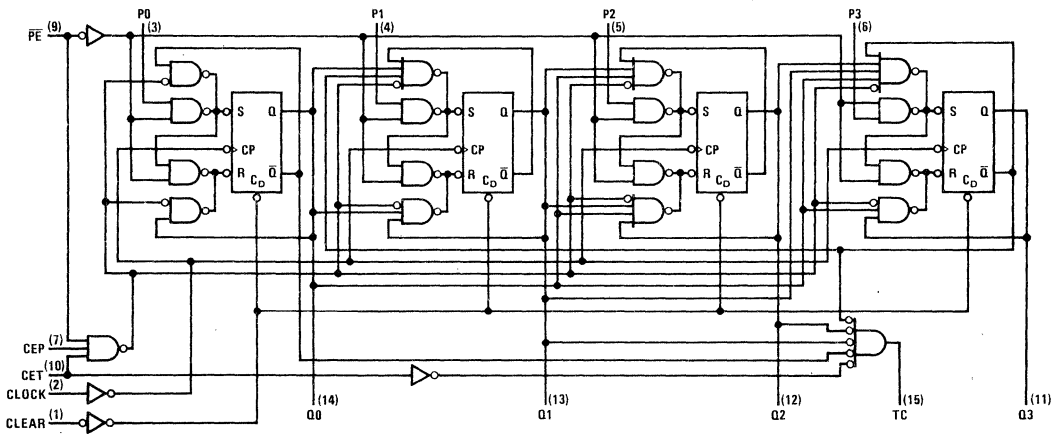 P0 P1 P2 P3
P̅E̅ (9) (3) (4) (5) (6)
S Q S Q S Q S Q
CP CP CP CP
R C_D Q̅ R C_D Q̅ R C_D Q̅ R C_D Q̅
CEP (7)
CET (10)
CLOCK (2)
CLEAR (1)
(14) (13) (12) (15) (11)
Q0 Q1 Q2 TC Q3